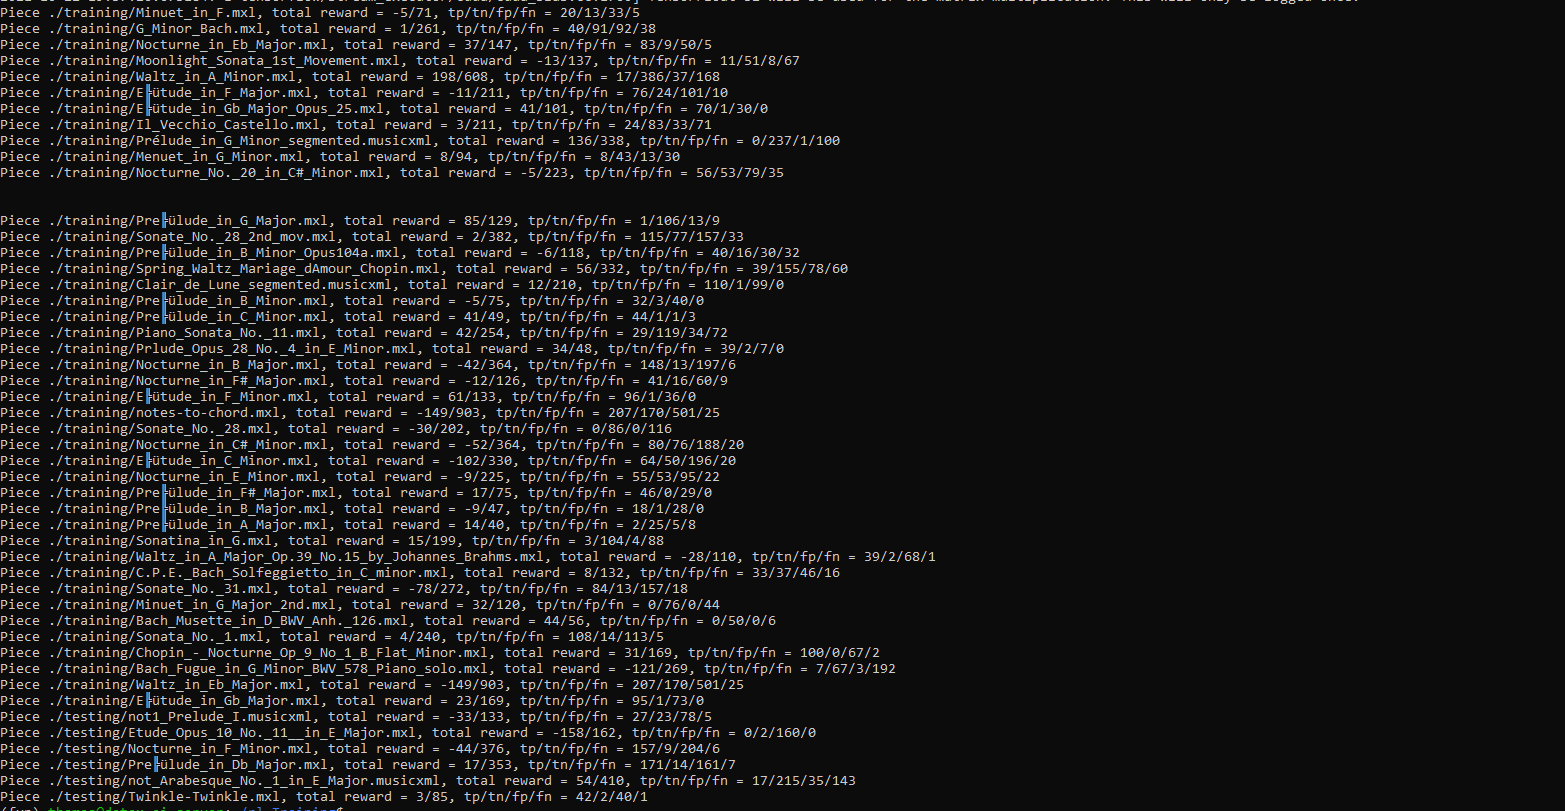 Piece ./training/Minuet_in_F.mxl, total reward = -5/71, tp/tn/fp/fn = 20/13/33/5
Piece ./training/G_Minor_Bach.mxl, total reward = 1/261, tp/tn/fp/fn = 40/91/92/38
Piece ./training/Nocturne_in_Eb_Major.mxl, total reward = 37/147, tp/tn/fp/fn = 83/9/50/5
Piece ./training/Moonlight_Sonata_1st_Movement.mxl, total reward = -13/137, tp/tn/fp/fn = 11/51/8/67
Piece ./training/Waltz_in_A_Minor.mxl, total reward = 198/608, tp/tn/fp/fn = 17/386/37/168
Piece ./training/E╠ütude_in_F_Major.mxl, total reward = -11/211, tp/tn/fp/fn = 76/24/101/10
Piece ./training/E╠ütude_in_Gb_Major_Opus_25.mxl, total reward = 41/101, tp/tn/fp/fn = 70/1/30/0
Piece ./training/Il_Vecchio_Castello.mxl, total reward = 3/211, tp/tn/fp/fn = 24/83/33/71
Piece ./training/Prélude_in_G_Minor_segmented.musicxml, total reward = 136/338, tp/tn/fp/fn = 0/237/1/100
Piece ./training/Menuet_in_G_Minor.mxl, total reward = 8/94, tp/tn/fp/fn = 8/43/13/30
Piece ./training/Nocturne_No._20_in_C#_Minor.mxl, total reward = -5/223, tp/tn/fp/fn = 56/53/79/35
Piece ./training/Pre╠ülude_in_G_Major.mxl, total reward = 85/129, tp/tn/fp/fn = 1/106/13/9
Piece ./training/Sonate_No._28_2nd_mov.mxl, total reward = 2/382, tp/tn/fp/fn = 115/77/157/33
Piece ./training/Pre╠ülude_in_B_Minor_Opus104a.mxl, total reward = -6/118, tp/tn/fp/fn = 40/16/30/32
Piece ./training/Spring_Waltz_Mariage_dAmour_Chopin.mxl, total reward = 56/332, tp/tn/fp/fn = 39/155/78/60
Piece ./training/Clair_de_Lune_segmented.musicxml, total reward = 12/210, tp/tn/fp/fn = 110/1/99/0
Piece ./training/Pre╠ülude_in_B_Minor.mxl, total reward = -5/75, tp/tn/fp/fn = 32/3/40/0
Piece ./training/Pre╠ülude_in_C_Minor.mxl, total reward = 41/49, tp/tn/fp/fn = 44/1/1/3
Piece ./training/Piano_Sonata_No._11.mxl, total reward = 42/254, tp/tn/fp/fn = 29/119/34/72
Piece ./training/Prlude_Opus_28_No._4_in_E_Minor.mxl, total reward = 34/48, tp/tn/fp/fn = 39/2/7/0
Piece ./training/Nocturne_in_B_Major.mxl, total reward = -42/364, tp/tn/fp/fn = 148/13/197/6
Piece ./training/Nocturne_in_F#_Major.mxl, total reward = -12/126, tp/tn/fp/fn = 41/16/60/9
Piece ./training/E╠ütude_in_F_Minor.mxl, total reward = 61/133, tp/tn/fp/fn = 96/1/36/0
Piece ./training/notes-to-chord.mxl, total reward = -149/903, tp/tn/fp/fn = 207/170/501/25
Piece ./training/Sonate_No._28.mxl, total reward = -30/202, tp/tn/fp/fn = 0/86/0/116
Piece ./training/Nocturne_in_C#_Minor.mxl, total reward = -52/364, tp/tn/fp/fn = 80/76/188/20
Piece ./training/E╠ütude_in_C_Minor.mxl, total reward = -102/330, tp/tn/fp/fn = 64/50/196/20
Piece ./training/Nocturne_in_E_Minor.mxl, total reward = -9/225, tp/tn/fp/fn = 55/53/95/22
Piece ./training/Pre╠ülude_in_F#_Major.mxl, total reward = 17/75, tp/tn/fp/fn = 46/0/29/0
Piece ./training/Pre╠ülude_in_B_Major.mxl, total reward = -9/47, tp/tn/fp/fn = 18/1/28/0
Piece ./training/Pre╠ülude_in_A_Major.mxl, total reward = 14/40, tp/tn/fp/fn = 2/25/5/8
Piece ./training/Sonatina_in_G.mxl, total reward = 15/199, tp/tn/fp/fn = 3/104/4/88
Piece ./training/Waltz_in_A_Major_Op.39_No.15_by_Johannes_Brahms.mxl, total reward = -28/110, tp/tn/fp/fn = 39/2/68/1
Piece ./training/C.P.E._Bach_Solfeggietto_in_C_minor.mxl, total reward = 8/132, tp/tn/fp/fn = 33/37/46/16
Piece ./training/Sonate_No._31.mxl, total reward = -78/272, tp/tn/fp/fn = 84/13/157/18
Piece ./training/Minuet_in_G_Major_2nd.mxl, total reward = 32/120, tp/tn/fp/fn = 0/76/0/44
Piece ./training/Bach_Musette_in_D_BWV_Anh._126.mxl, total reward = 44/56, tp/tn/fp/fn = 0/50/0/6
Piece ./training/Sonata_No._1.mxl, total reward = 4/240, tp/tn/fp/fn = 108/14/113/5
Piece ./training/Chopin_-_Nocturne_Op_9_No_1_B_Flat_Minor.mxl, total reward = 31/169, tp/tn/fp/fn = 100/0/67/2
Piece ./training/Bach_Fugue_in_G_Minor_BWV_578_Piano_solo.mxl, total reward = -121/269, tp/tn/fp/fn = 7/67/3/192
Piece ./training/Waltz_in_Eb_Major.mxl, total reward = -149/903, tp/tn/fp/fn = 207/170/501/25
Piece ./training/E╠ütude_in_Gb_Major.mxl, total reward = 23/169, tp/tn/fp/fn = 95/1/73/0
Piece ./testing/not1_Prelude_I.musicxml, total reward = -33/133, tp/tn/fp/fn = 27/23/78/5
Piece ./testing/Etude_Opus_10_No._11__in_E_Major.mxl, total reward = -158/162, tp/tn/fp/fn = 0/2/160/0
Piece ./testing/Nocturne_in_F_Minor.mxl, total reward = -44/376, tp/tn/fp/fn = 157/9/204/6
Piece ./testing/Pre╠ülude_in_Db_Major.mxl, total reward = 17/353, tp/tn/fp/fn = 171/14/161/7
Piece ./testing/not_Arabesque_No._1_in_E_Major.musicxml, total reward = 54/410, tp/tn/fp/fn = 17/215/35/143
Piece ./testing/Twinkle-Twinkle.mxl, total reward = 3/85, tp/tn/fp/fn = 42/2/40/1